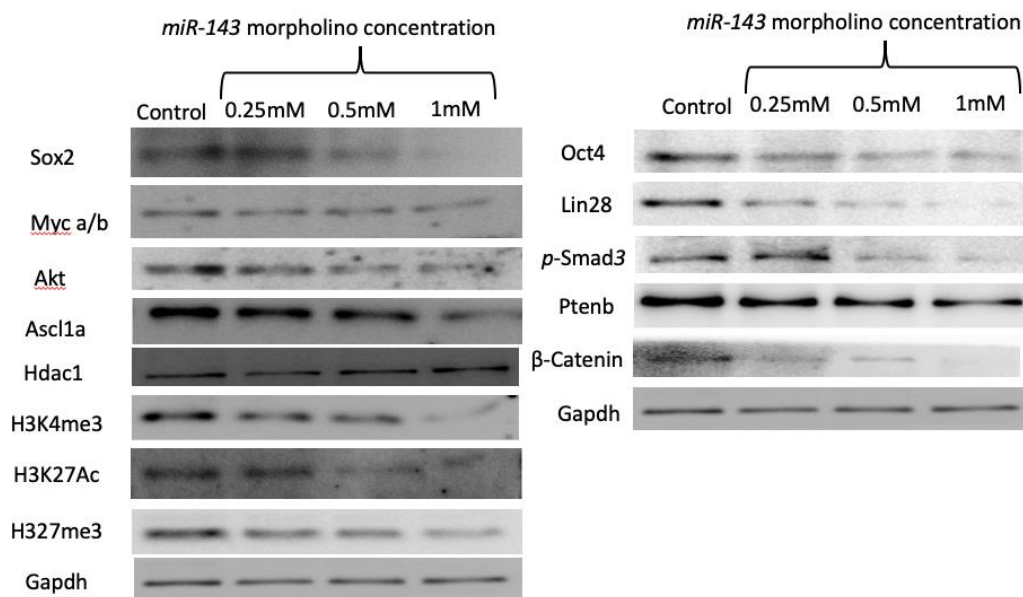 miR-143 morpholino concentration
Control 0.25mM 0.5mM 1mM
Sox2
Myc a/b
Akt
Ascl1a
Hdac1
H3K4me3
H3K27Ac
H327me3
Gapdh
miR-143 morpholino concentration
Control 0.25mM 0.5mM 1mM
Oct4
Lin28
p-Smad3
Ptenb
β-Catenin
Gapdh